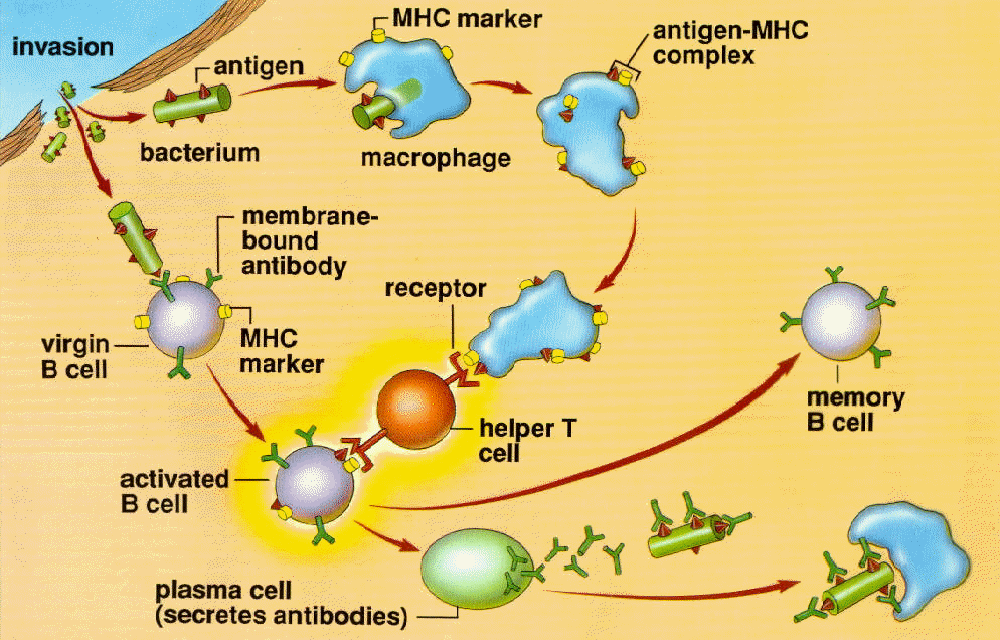 invasion
antigen
bacterium
MHC marker
macrophage
antigen-MHC
complex
membrane-
bound
antibody
MHC
marker
virgin
B cell
receptor
helper T
cell
activated
B cell
memory
B cell
plasma cell
(secretes antibodies)